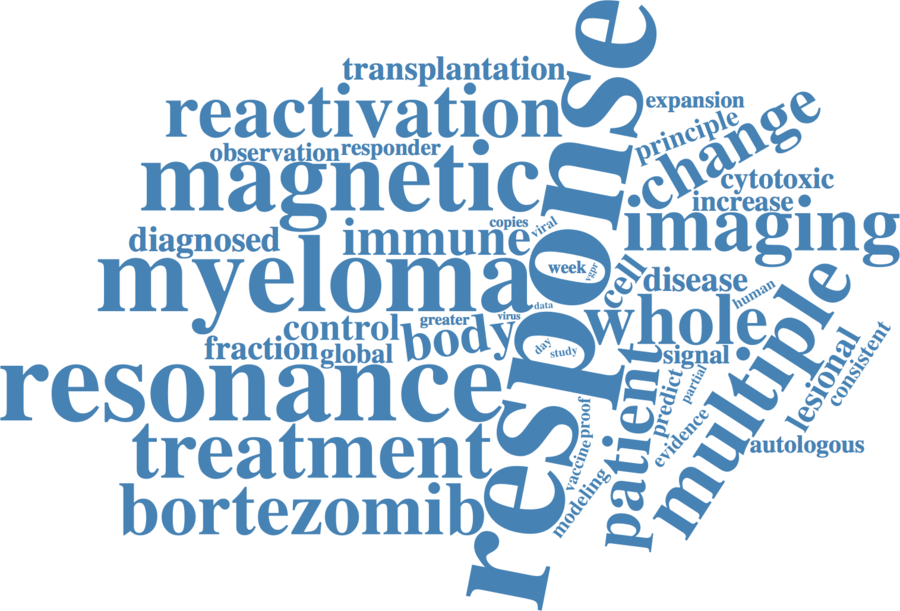 transplantation
reactivation
expansion
principle
change
observation
responder
magnetic
cytotoxic
increase
response
copies
viral
imaging
diagnosed
immune
myeloma
week
vgpr
cell
disease
human
data
control
greater
virus
body
whole
multiple
fraction
global
day
study
signal
resonance
patient
predict
partial
lesional
consistent
treatment
proof
vaccine
evidence
autologous
bortezomib
modeling